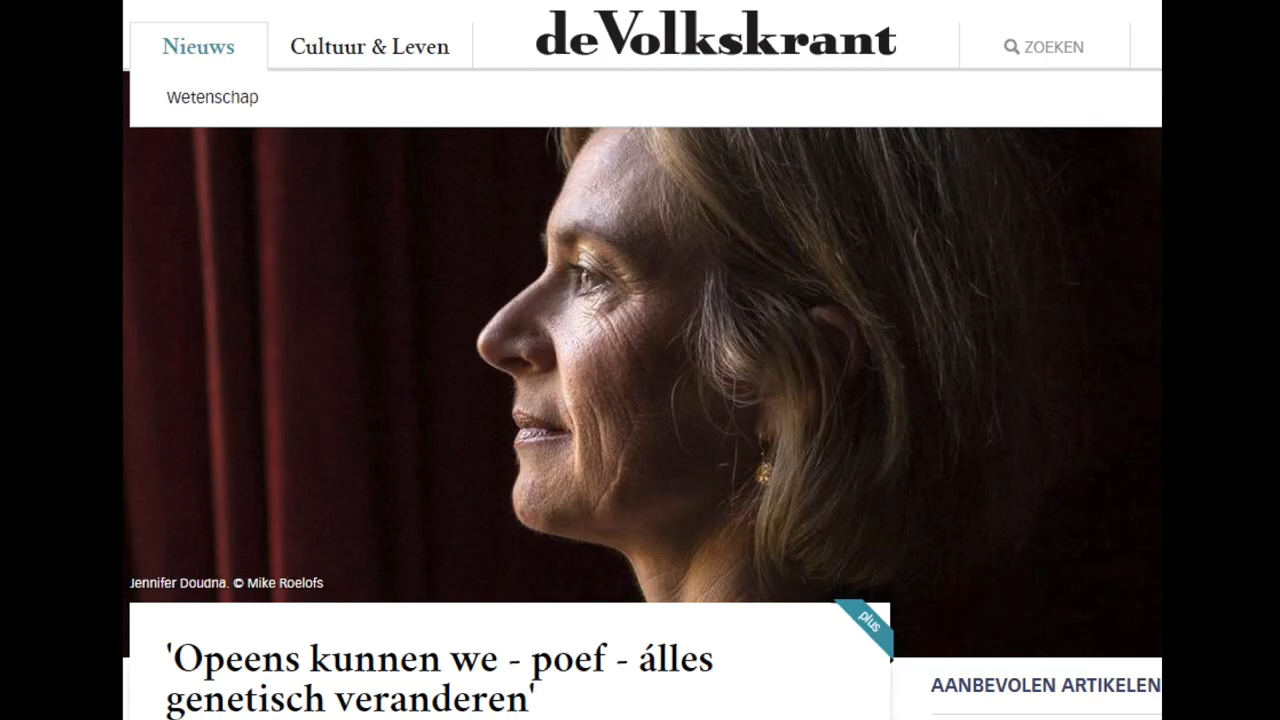 Nieuws
Cultuur & Leven
deVolkskrant
ZOEKEN
Wetenschap
Jennifer Doudna. © Mike Roelofs
plus
'Opeens kunnen we - poef - álles
genetisch veranderen'
AANBEVOLEN ARTIKELEN